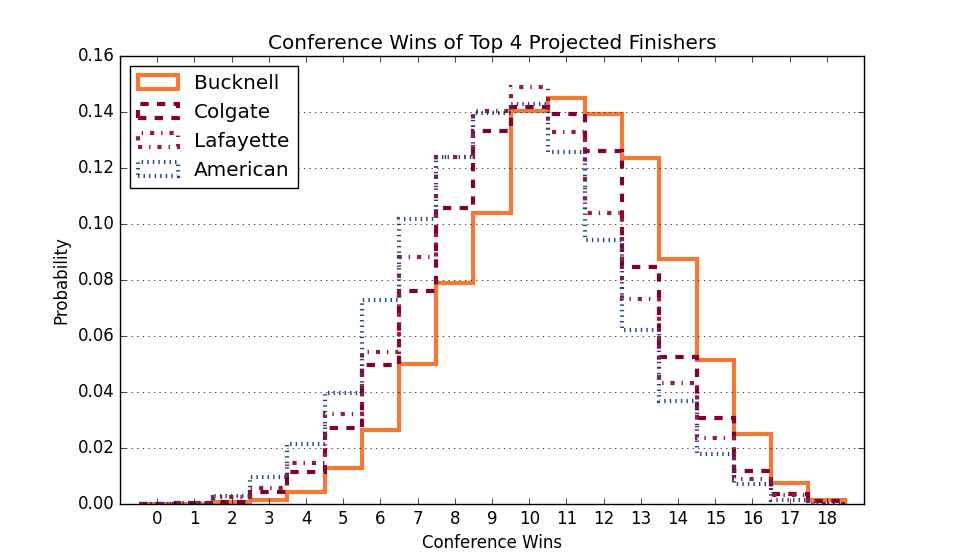 Conference Wins of Top 4 Projected Finishers
0.16
0.14
0.12
0.10
0.08
0.06
0.04
0.02
0.00
Probability
Bucknell
Colgate
Lafayette
American
0 1 2 3 4 5 6 7 8 9 10 11 12 13 14 15 16 17 18
Conference Wins